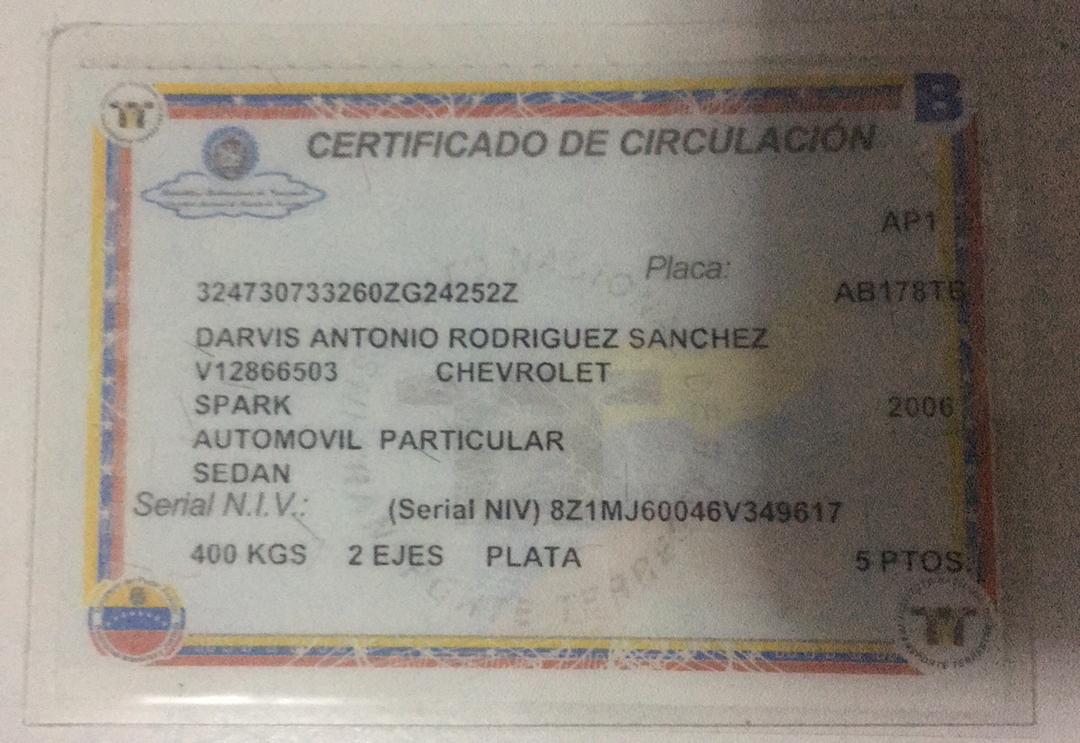 B
CERTIFICADO DE CIRCULACIÓN
AP1
Placa:
324730733260ZG24252Z AB178TE
DARVIS ANTONIO RODRIGUEZ SANCHEZ
V12866503 CHEVROLET
SPARK 2006
AUTOMOVIL PARTICULAR
SEDAN
Serial N.I.V.: (Serial NIV) 8Z1MJ60046V349617
400 KGS 2 EJES PLATA 5 PTOS.